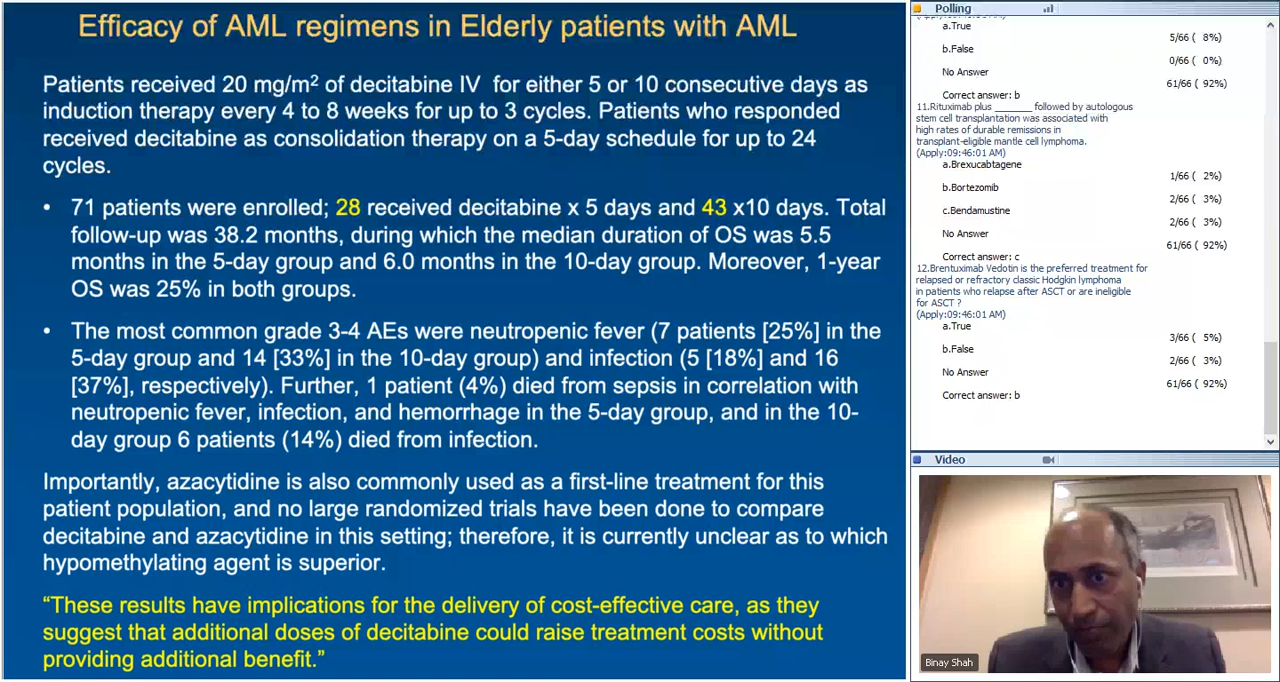 Efficacy of AML regimens in Elderly patients with AML
Patients received 20 mg/m² of decitabine IV for either 5 or 10 consecutive days as
induction therapy every 4 to 8 weeks for up to 3 cycles. Patients who responded
received decitabine as consolidation therapy on a 5-day schedule for up to 24
cycles.
• 71 patients were enrolled; 28 received decitabine x 5 days and 43 x10 days. Total
follow-up was 38.2 months, during which the median duration of OS was 5.5
months in the 5-day group and 6.0 months in the 10-day group. Moreover, 1-year
OS was 25% in both groups.
• The most common grade 3-4 AEs were neutropenic fever (7 patients [25%] in the
5-day group and 14 [33%] in the 10-day group) and infection (5 [18%] and 16
[37%], respectively). Further, 1 patient (4%) died from sepsis in correlation with
neutropenic fever, infection, and hemorrhage in the 5-day group, and in the 10-
day group 6 patients (14%) died from infection.
Importantly, azacytidine is also commonly used as a first-line treatment for this
patient population, and no large randomized trials have been done to compare
decitabine and azacytidine in this setting; therefore, it is currently unclear as to which
hypomethylating agent is superior.
“These results have implications for the delivery of cost-effective care, as they
suggest that additional doses of decitabine could raise treatment costs without
providing additional benefit.”
Polling
a.True
5/66 ( 8%)
b.False
0/66 ( 0%)
No Answer
61/66 ( 92%)
Correct answer: b
11.Rituximab plus _______ followed by autologous
stem cell transplantation was associated with
high rates of durable remissions in
transplant-eligible mantle cell lymphoma.
(Apply:09:46:01 AM)
a.Brexucabtagene
1/66 ( 2%)
b.Bortezomib
2/66 ( 3%)
c.Bendamustine
2/66 ( 3%)
No Answer
61/66 ( 92%)
Correct answer: c
12.Brentuximab Vedotin is the preferred treatment for
relapsed or refractory classic Hodgkin lymphoma
in patients who relapse after ASCT or are ineligible
for ASCT ?
(Apply:09:46:01 AM)
a.True
3/66 ( 5%)
b.False
2/66 ( 3%)
No Answer
61/66 ( 92%)
Correct answer: b
Video
Binay Shah